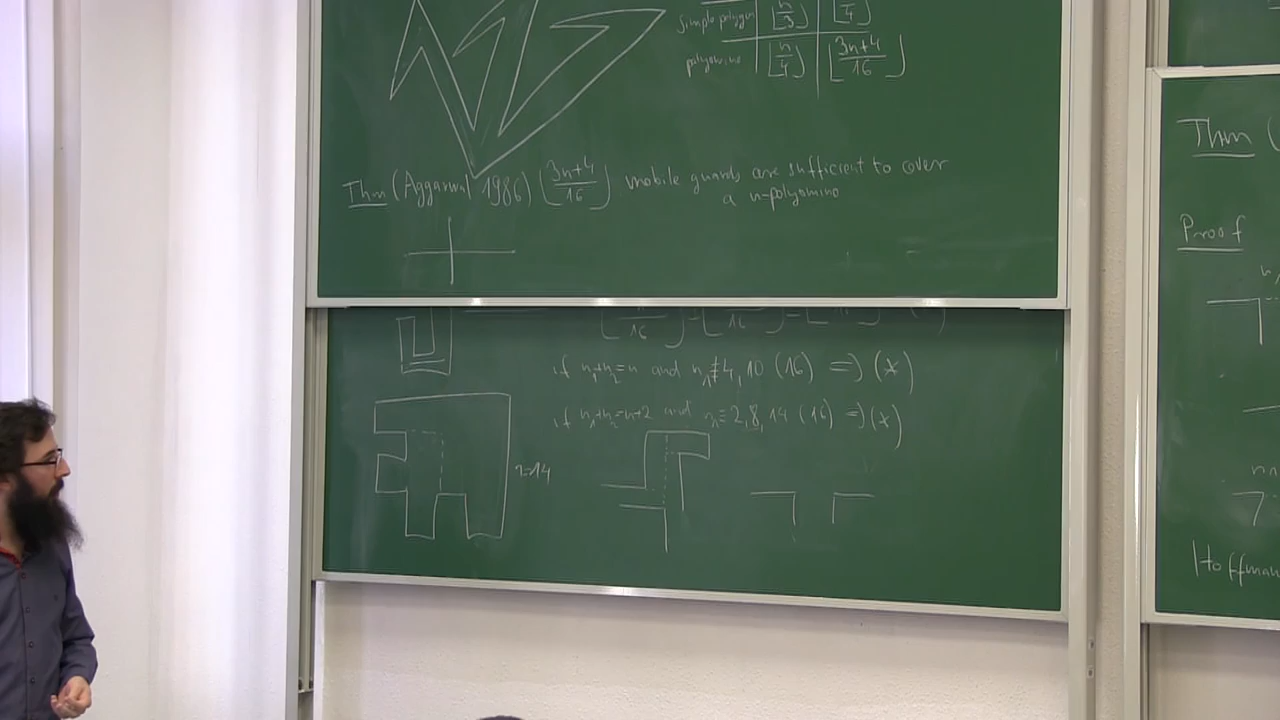 simple polygon ⌊n/3⌋ ⌊n/4⌋
polyomino ⌊n/4⌋ ⌊(3n+4)/16⌋
Thm (Aggarwal 1986) ⌊(3n+4)/16⌋ mobile guards are sufficient to cover
a n-polyomino
if n₁+n₂=n and n₁≢4,10 (16) ⇒ (*)
if n₁+n₂=n+2 and n₁≡2,8,14 (16) ⇒ (*)
n=14
Thm (
Proof
Hoffman